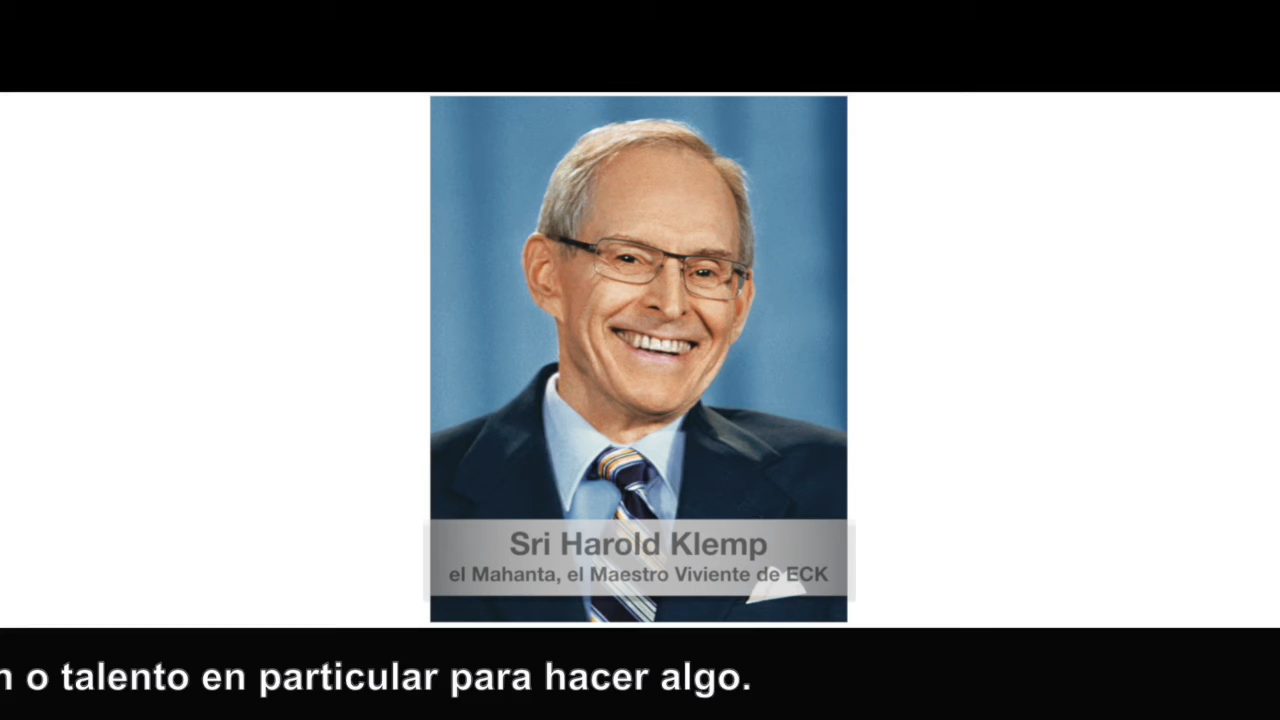 Sri Harold Klemp
el Mahanta, el Maestro Viviente de ECK
o talento en particular para hacer algo.